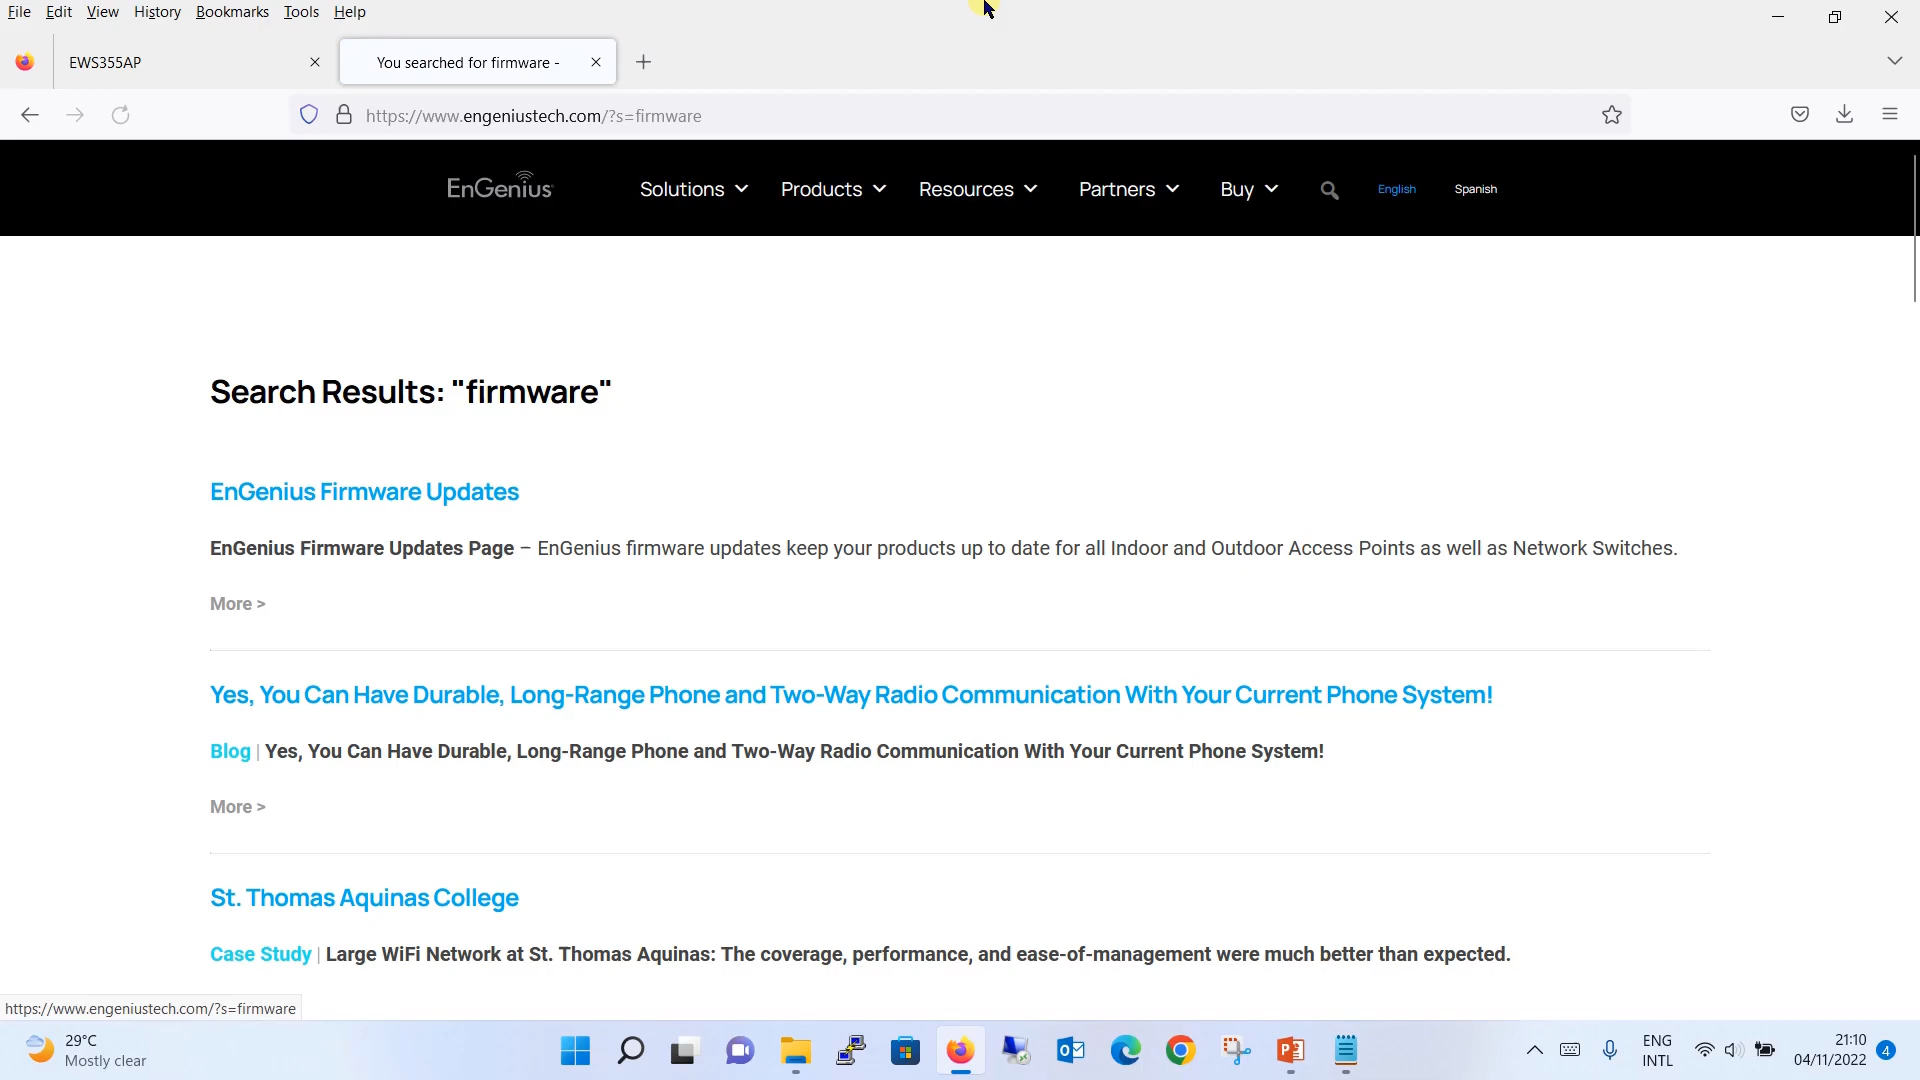 File Edit View History Bookmarks Tools Help
EWS355AP
You searched for firmware -
https://www.engeniustech.com/?s=firmware
EnGenius
Solutions
Products
Resources
Partners
Buy
English
Spanish
Search Results: "firmware"
EnGenius Firmware Updates
EnGenius Firmware Updates Page – EnGenius firmware updates keep your products up to date for all Indoor and Outdoor Access Points as well as Network Switches.
More >
Yes, You Can Have Durable, Long-Range Phone and Two-Way Radio Communication With Your Current Phone System!
Blog | Yes, You Can Have Durable, Long-Range Phone and Two-Way Radio Communication With Your Current Phone System!
More >
St. Thomas Aquinas College
Case Study | Large WiFi Network at St. Thomas Aquinas: The coverage, performance, and ease-of-management were much better than expected.
https://www.engeniustech.com/?s=firmware
29°C
Mostly clear
ENG
INTL
21:10
04/11/2022
4